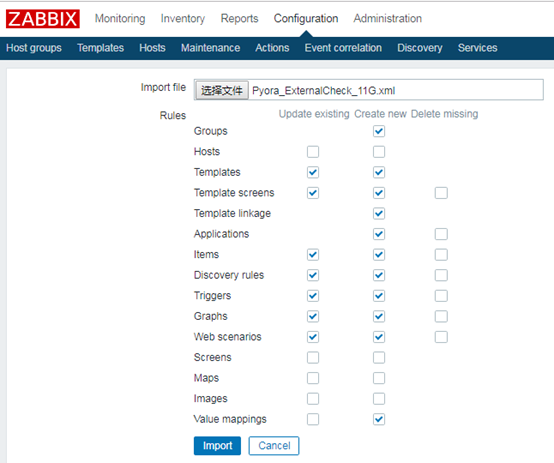 ZABBIX Monitoring Inventory Reports Configuration Administration
Host groups Templates Hosts Maintenance Actions Event correlation Discovery Services
Import file 选择文件 Pyora_ExternalCheck_11G.xml
Rules Update existing Create new Delete missing
Groups
Hosts
Templates
Template screens
Template linkage
Applications
Items
Discovery rules
Triggers
Graphs
Web scenarios
Screens
Maps
Images
Value mappings
Import Cancel